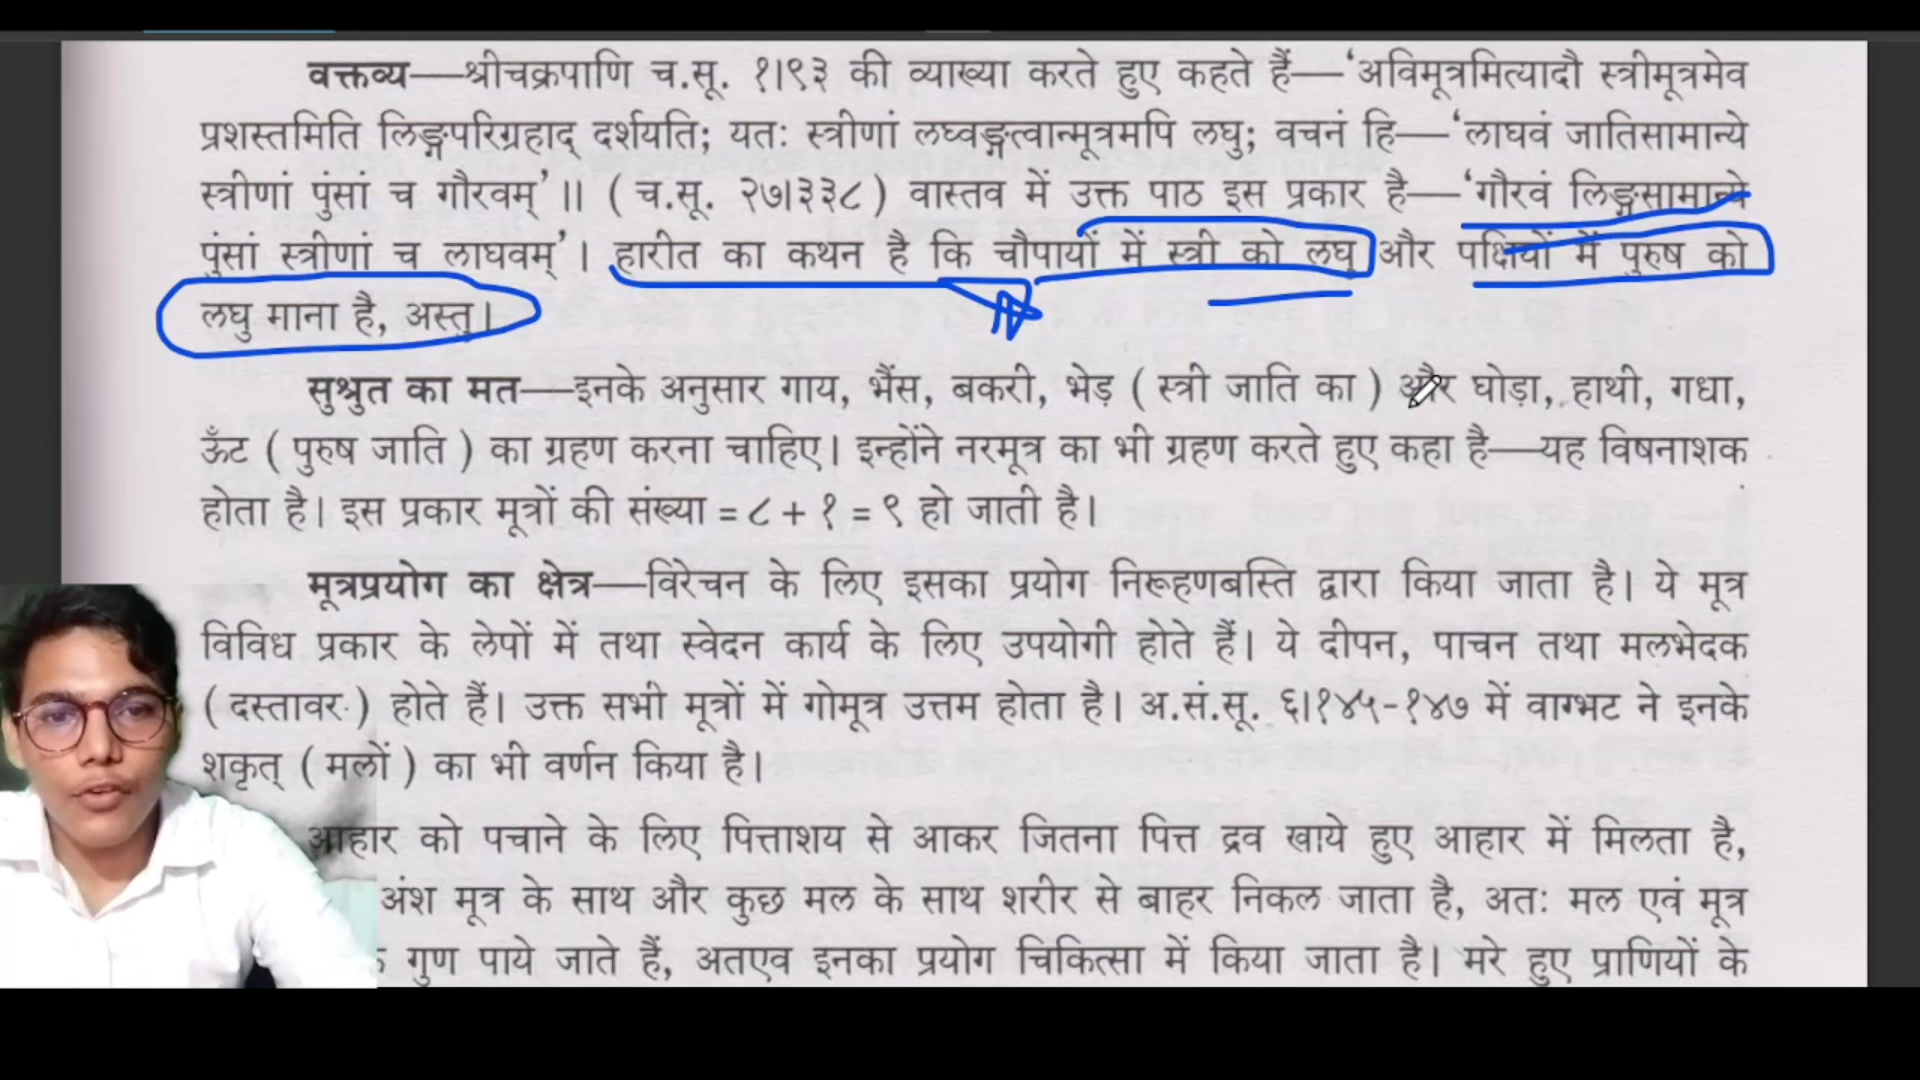 वक्तव्य—श्रीचक्रपाणि च.सू. १।९३ की व्याख्या करते हुए कहते हैं—‘अविमूत्रमित्यादौ स्त्रीमूत्रमेव
प्रशस्तमिति लिङ्गपरिग्रहाद् दर्शयति; यतः स्त्रीणां लघ्वङ्गत्वान्मूत्रमपि लघु; वचनं हि—‘लाघवं जातिसामान्ये
स्त्रीणां पुंसां च गौरवम्’॥ ( च.सू. २७।३३८ ) वास्तव में उक्त पाठ इस प्रकार है—‘गौरवं लिङ्गसामान्ये
पुंसां स्त्रीणां च लाघवम्’। हारीत का कथन है कि चौपायों में स्त्री को लघु और पक्षियों में पुरुष को
लघु माना है, अस्तु।
सुश्रुत का मत—इनके अनुसार गाय, भैंस, बकरी, भेड़ ( स्त्री जाति का ) और घोड़ा, हाथी, गधा,
ऊँट ( पुरुष जाति ) का ग्रहण करना चाहिए। इन्होंने नरमूत्र का भी ग्रहण करते हुए कहा है—यह विषनाशक
होता है। इस प्रकार मूत्रों की संख्या = ८ + १ = ९ हो जाती है।
मूत्रप्रयोग का क्षेत्र—विरेचन के लिए इसका प्रयोग निरूहणबस्ति द्वारा किया जाता है। ये मूत्र
विविध प्रकार के लेपों में तथा स्वेदन कार्य के लिए उपयोगी होते हैं। ये दीपन, पाचन तथा मलभेदक
( दस्तावर ) होते हैं। उक्त सभी मूत्रों में गोमूत्र उत्तम होता है। अ.सं.सू. ६।१४५-१४७ में वाग्भट ने इनके
शकृत् ( मलों ) का भी वर्णन किया है।
आहार को पचाने के लिए पित्ताशय से आकर जितना पित्त द्रव खाये हुए आहार में मिलता है,
अंश मूत्र के साथ और कुछ मल के साथ शरीर से बाहर निकल जाता है, अतः मल एवं मूत्र
गुण पाये जाते हैं, अतएव इनका प्रयोग चिकित्सा में किया जाता है। मरे हुए प्राणियों के